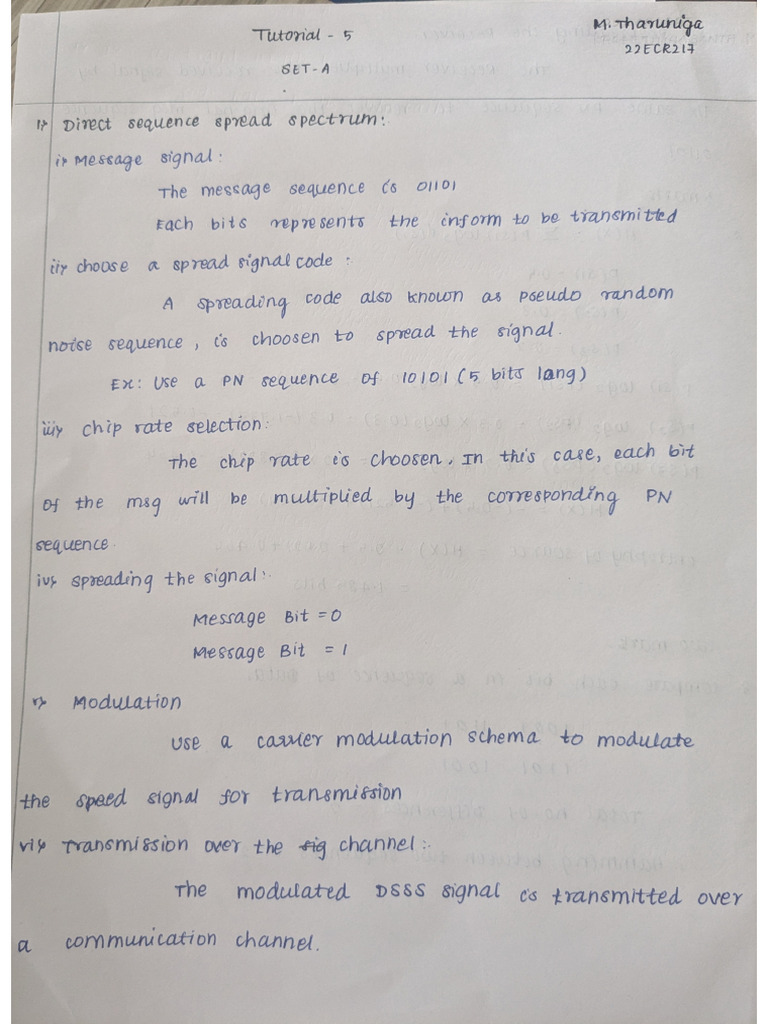 Tutorial - 5
M. Tharuniga
22ECR217
SET-A
1) Direct sequence spread spectrum:
i) Message signal:
The message sequence is 01101
Each bits represents the inform to be transmitted
ii) choose a spread signal code:
A spreading code also known as pseudo random
noise sequence, is choosen to spread the signal.
Ex: Use a PN sequence of 10101 (5 bits long)
iii) chip rate selection:
The chip rate is choosen. In this case, each bit
of the msg will be multiplied by the corresponding PN
sequence.
iv) spreading the signal:
Message Bit = 0
Message Bit = 1
v) Modulation
Use a carrier modulation schema to modulate
the speed signal for transmission
vi) Transmission over the channel:
The modulated DSSS signal is transmitted over
a communication channel.